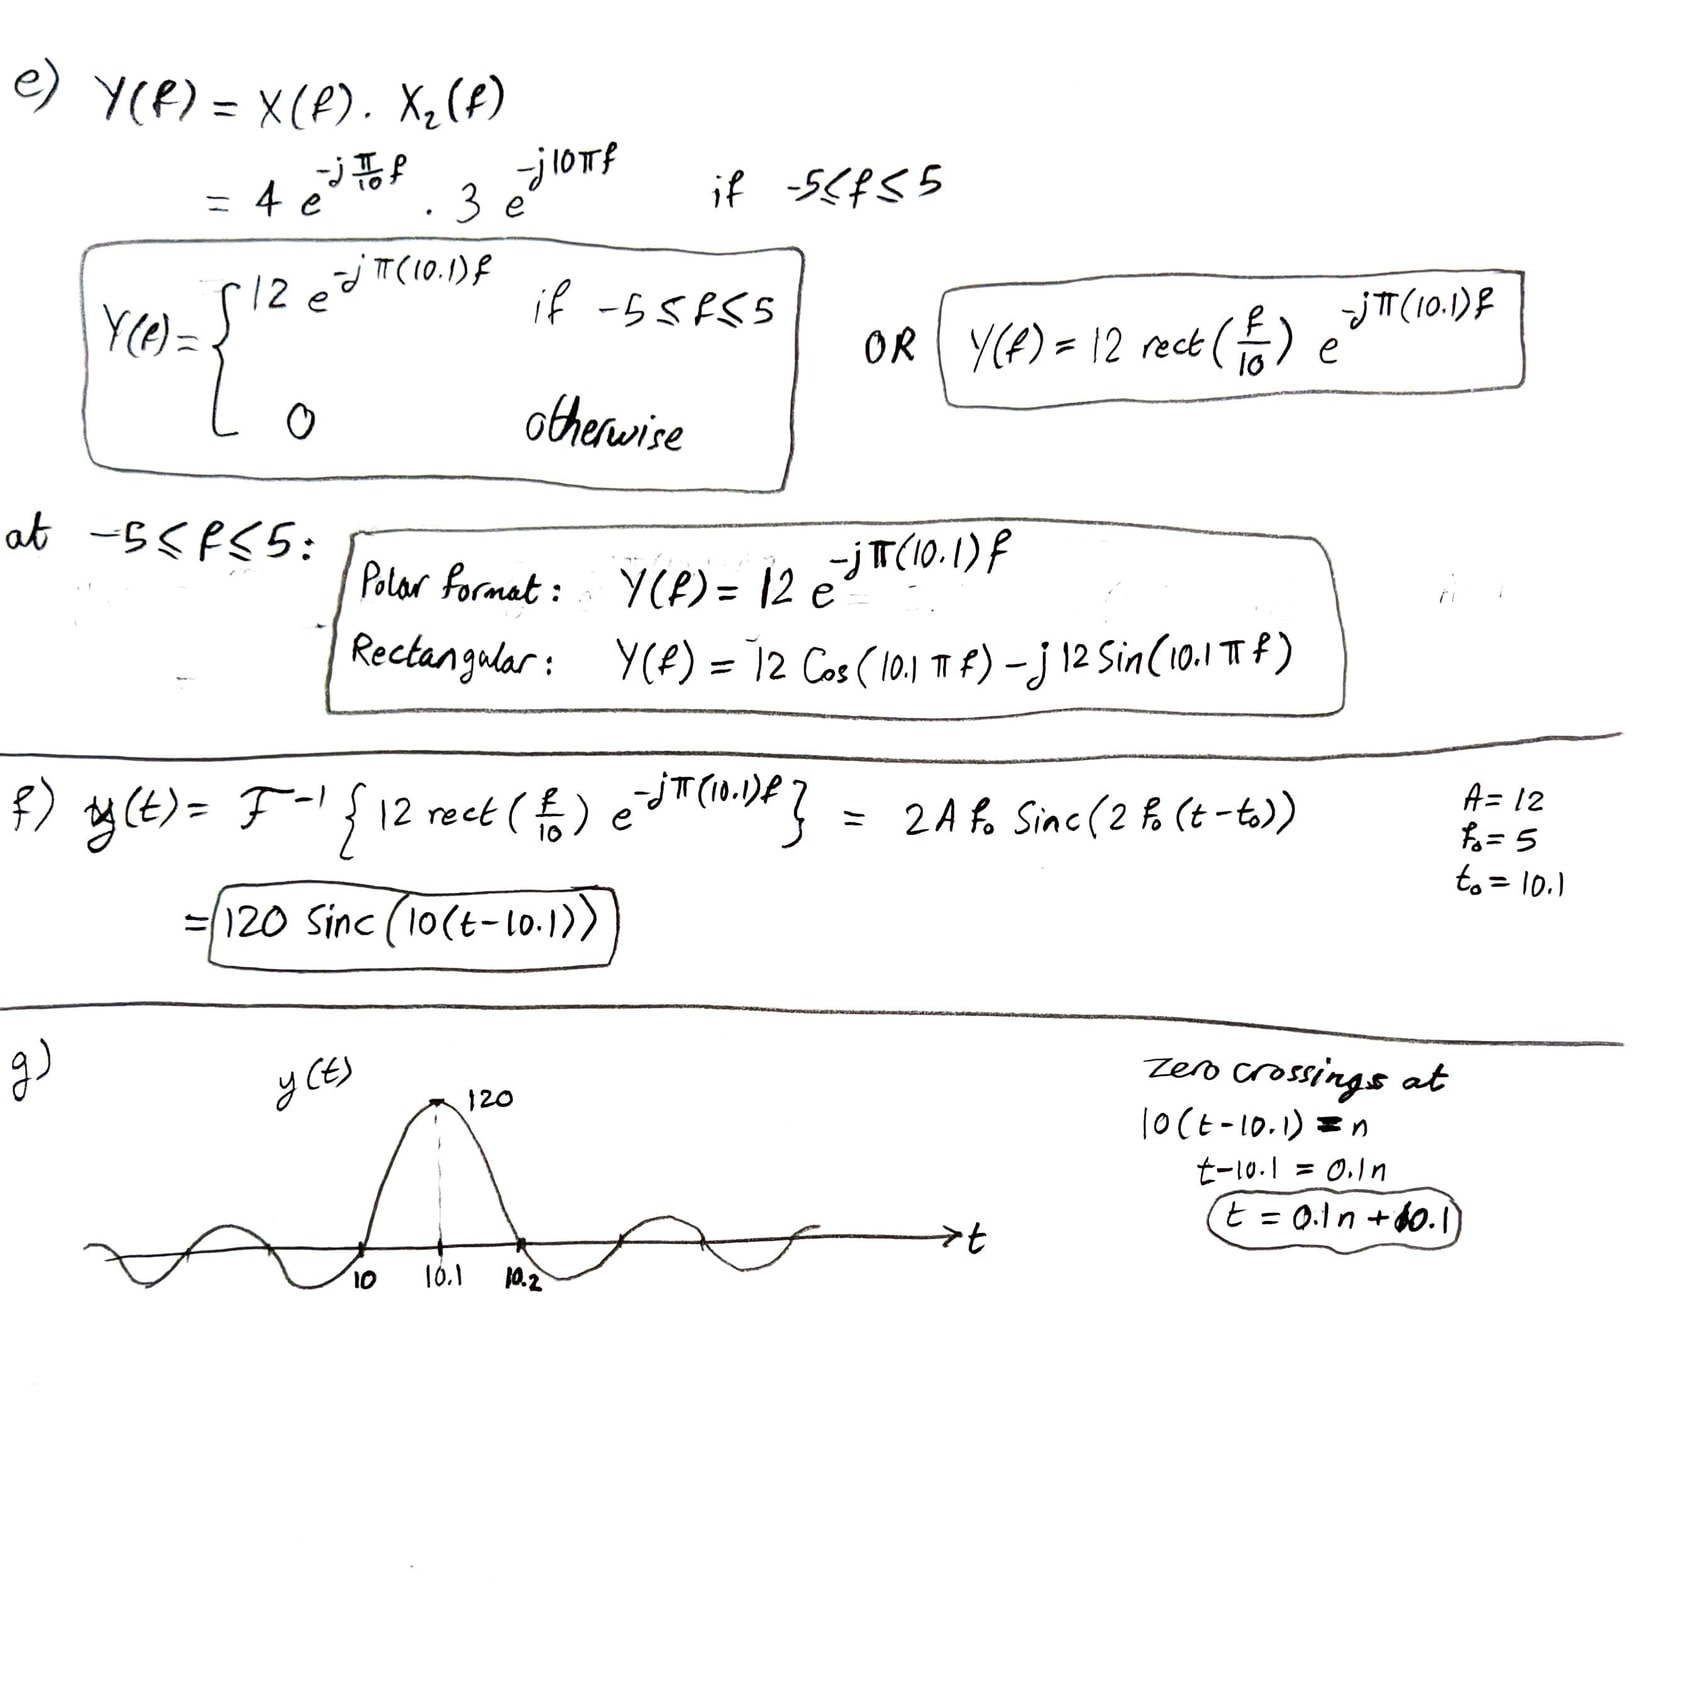 e) Y(f) = X(f). X₂(f)
= 4 e^{-j π/10 f} . 3 e^{-j10πf} if -5≤f≤5
Y(f) = { 12 e^{-jπ(10.1)f} if -5≤f≤5
0 otherwise
OR Y(f) = 12 rect(f/10) e^{-jπ(10.1)f}
at -5≤f≤5:
Polar format: Y(f) = 12 e^{-jπ(10.1)f}
Rectangular: Y(f) = 12 Cos(10.1 π f) - j 12 Sin(10.1 π f)
f) y(t) = F⁻¹ { 12 rect(f/10) e^{-jπ(10.1)f} } = 2A f₀ Sinc(2 f₀ (t-t₀))
A = 12
f₀ = 5
t₀ = 10.1
= 120 Sinc(10(t-10.1))
g)
y(t)
120
10 10.1 10.2
t
Zero crossings at
10(t-10.1) = n
t-10.1 = 0.1n
t = 0.1n + 10.1